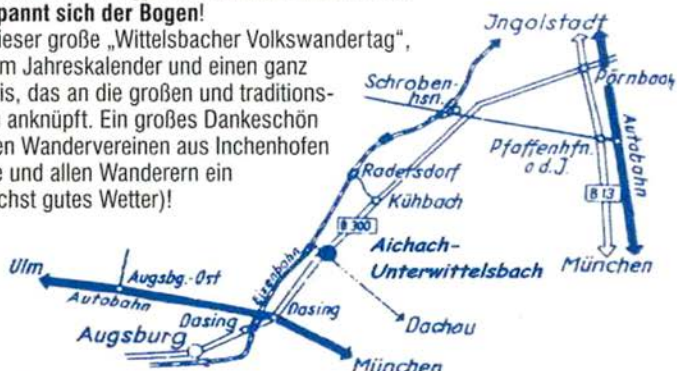 pannt sich der Bogen!
ieser große „Wittelsbacher Volkswandertag“,
m Jahreskalender und einen ganz
is, das an die großen und traditions-
anknüpft. Ein großes Dankeschön
en Wandervereinen aus Inchenhofen
e und allen Wanderern ein
chst gutes Wetter)!
Ingolstadt
Schroben-
hsn.
Pörnbach
Pfaffenhfn.
a d.J.
Autobahn
B 13
Radersdorf
Kühbach
B 300
Aichach-
Unterwittelsbach
München
Eisenbahn
Ulm
Augsbg.-Ost
Autobahn
Dasing
Dasing
Augsburg
Dachau
München